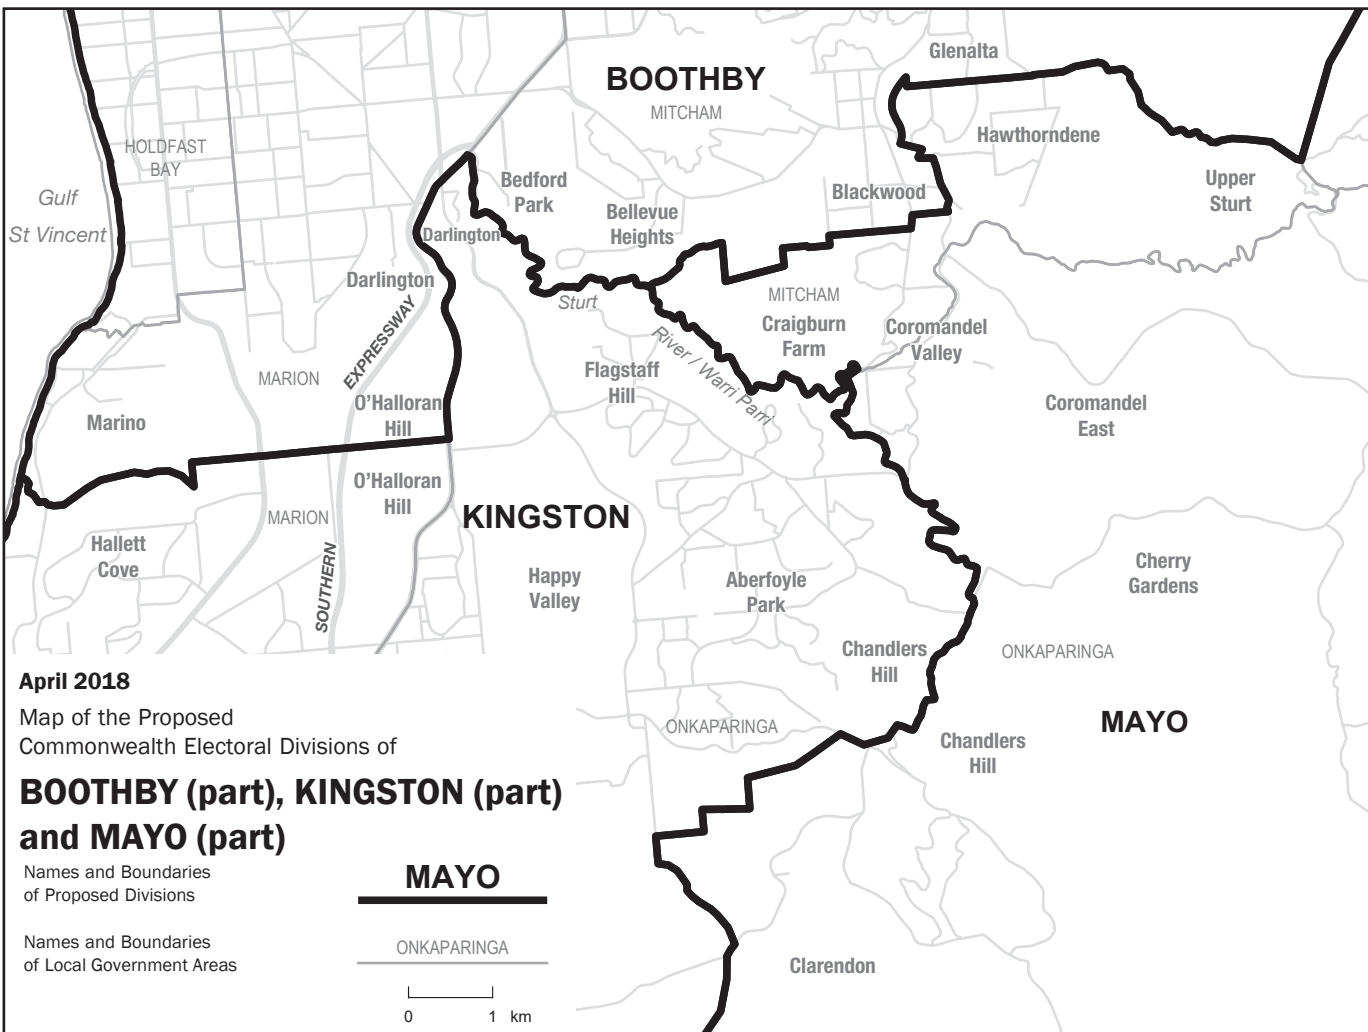 Glenalta
BOOTHBY
MITCHAM
Hawthorndene
HOLDFAST
BAY
Gulf
St Vincent
Bedford
Park
Blackwood
Upper
Sturt
Bellevue
Heights
Darlington
Darlington
Sturt
River / Warri Parri
MITCHAM
Craigburn
Farm
Coromandel
Valley
EXPRESSWAY
MARION
Flagstaff
Hill
O'Halloran
Hill
Marino
Coromandel
East
O'Halloran
Hill
MARION
KINGSTON
Hallett
Cove
SOUTHERN
Happy
Valley
Aberfoyle
Park
Cherry
Gardens
Chandlers
Hill
ONKAPARINGA
MAYO
ONKAPARINGA
Chandlers
Hill
Clarendon
April 2018
Map of the Proposed
Commonwealth Electoral Divisions of
BOOTHBY (part), KINGSTON (part)
and MAYO (part)
Names and Boundaries
of Proposed Divisions
MAYO
Names and Boundaries
of Local Government Areas
ONKAPARINGA
0 1 km